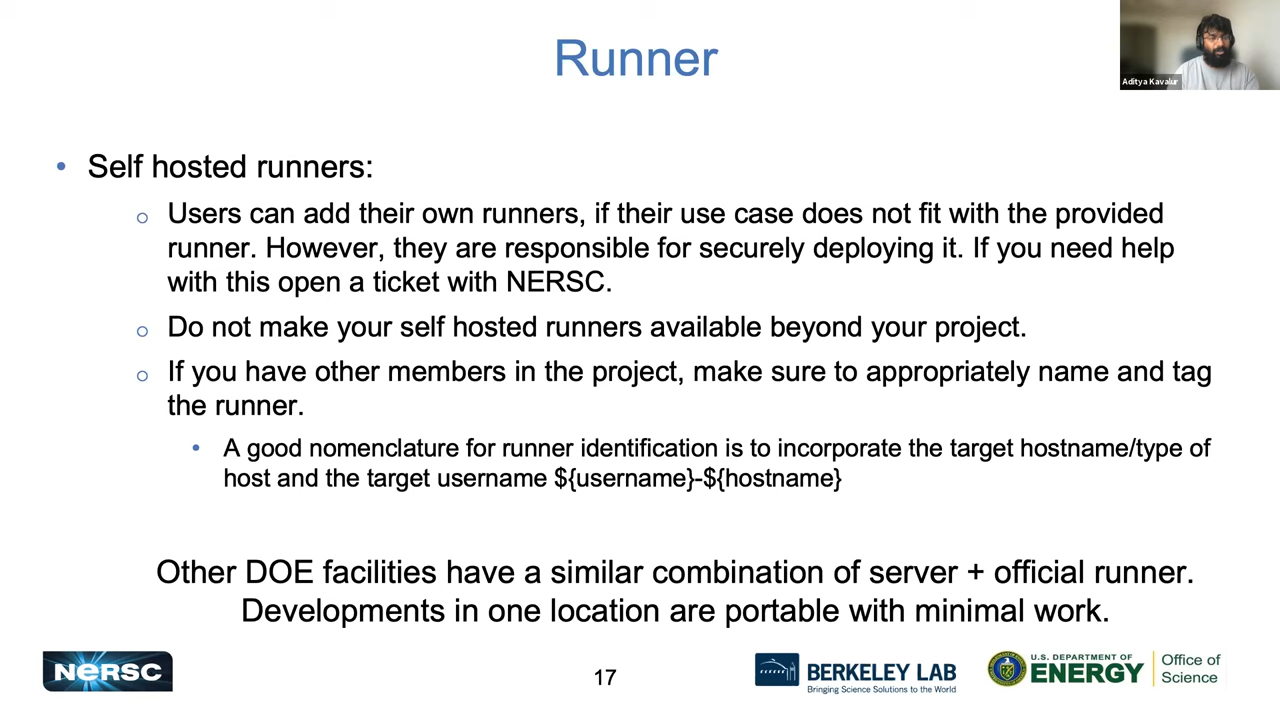 Runner
Aditya Kavalur
• Self hosted runners:
○ Users can add their own runners, if their use case does not fit with the provided
runner. However, they are responsible for securely deploying it. If you need help
with this open a ticket with NERSC.
○ Do not make your self hosted runners available beyond your project.
○ If you have other members in the project, make sure to appropriately name and tag
the runner.
• A good nomenclature for runner identification is to incorporate the target hostname/type of
host and the target username ${username}-${hostname}
Other DOE facilities have a similar combination of server + official runner.
Developments in one location are portable with minimal work.
NERSC
17
BERKELEY LAB
Bringing Science Solutions to the World
U.S. DEPARTMENT OF
ENERGY
Office of
Science